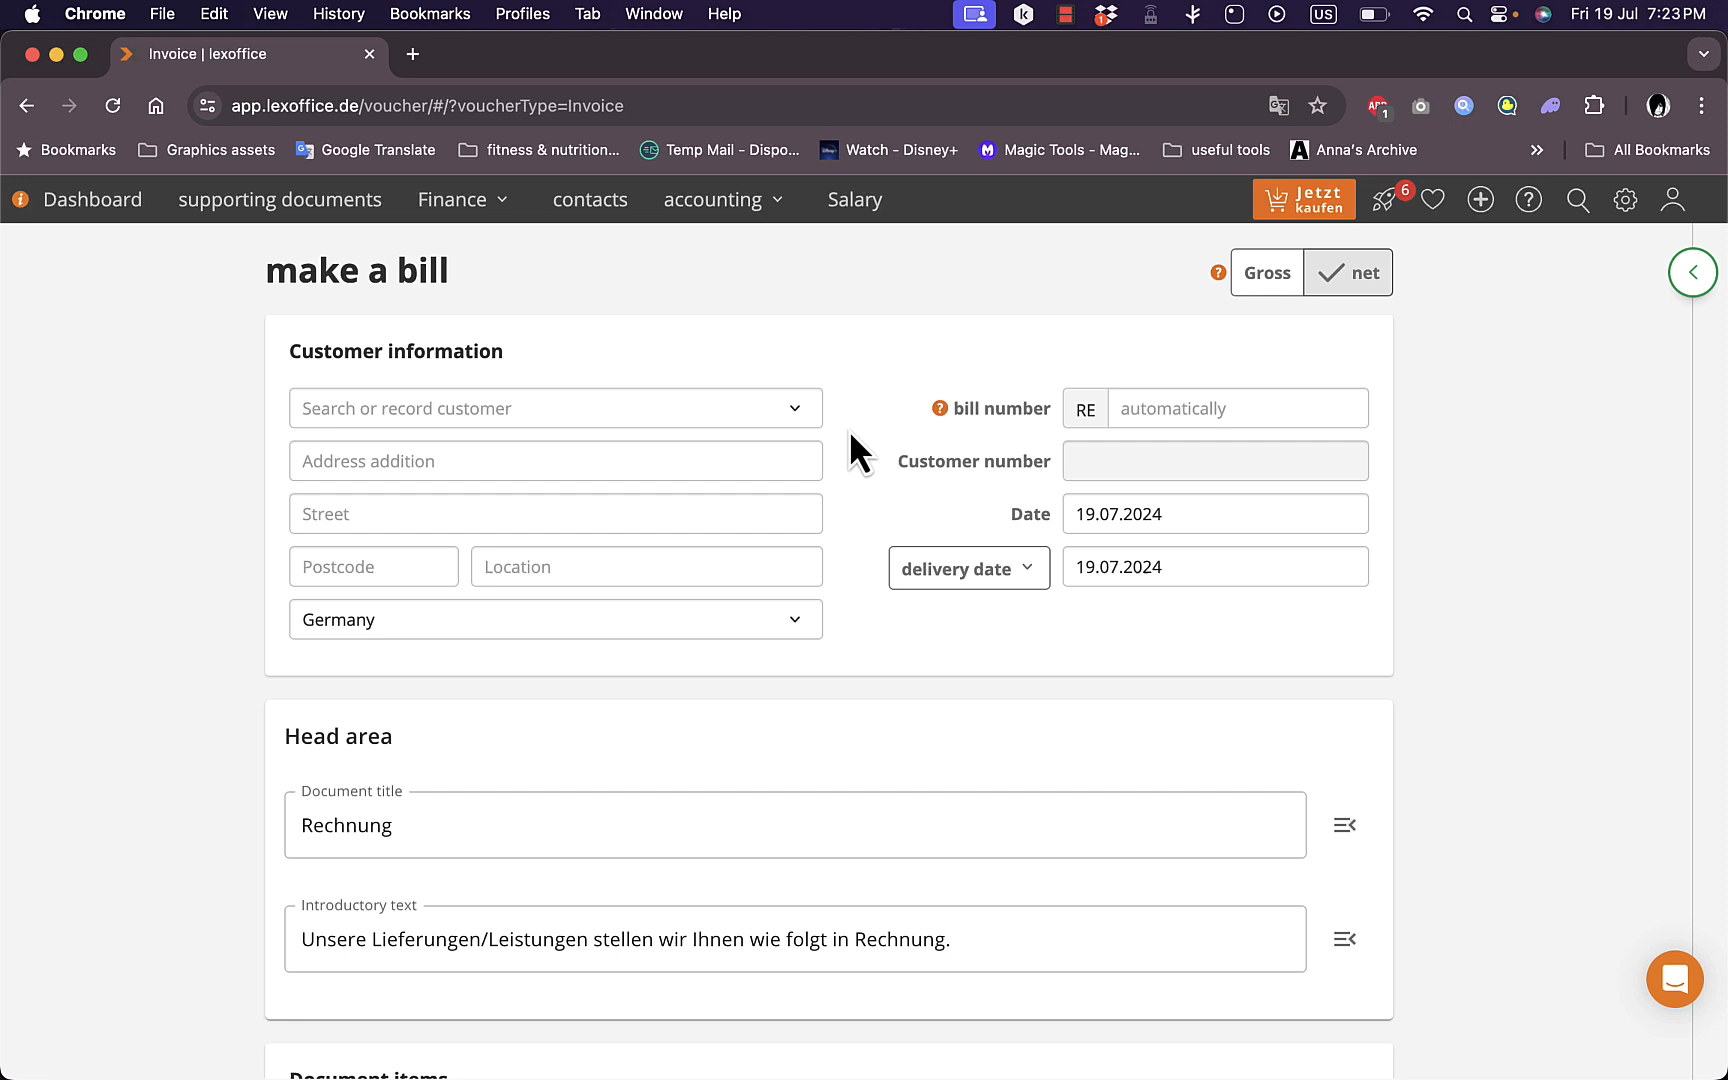 Chrome File Edit View History Bookmarks Profiles Tab Window Help 1 US Fri 19 Jul 7:23 PM
Invoice | lexoffice
app.lexoffice.de/voucher/#/?voucherType=Invoice ABP 1
Bookmarks Graphics assets Google Translate fitness & nutrition... Temp Mail - Dispo... Watch - Disney+ Magic Tools - Mag... useful tools Anna's Archive All Bookmarks
Dashboard supporting documents Finance contacts accounting Salary Jetzt kaufen 6
make a bill
Gross net
Customer information
Search or record customer
bill number RE automatically
Address addition
Customer number
Street
Date 19.07.2024
Postcode Location
delivery date 19.07.2024
Germany
Head area
Document title
Rechnung
Introductory text
Unsere Lieferungen/Leistungen stellen wir Ihnen wie folgt in Rechnung.
Document items